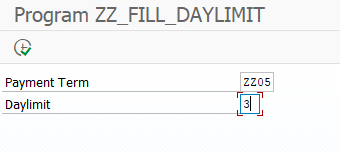 Program ZZ_FILL_DAYLIMIT
Payment Term ZZ05
Daylimit 3